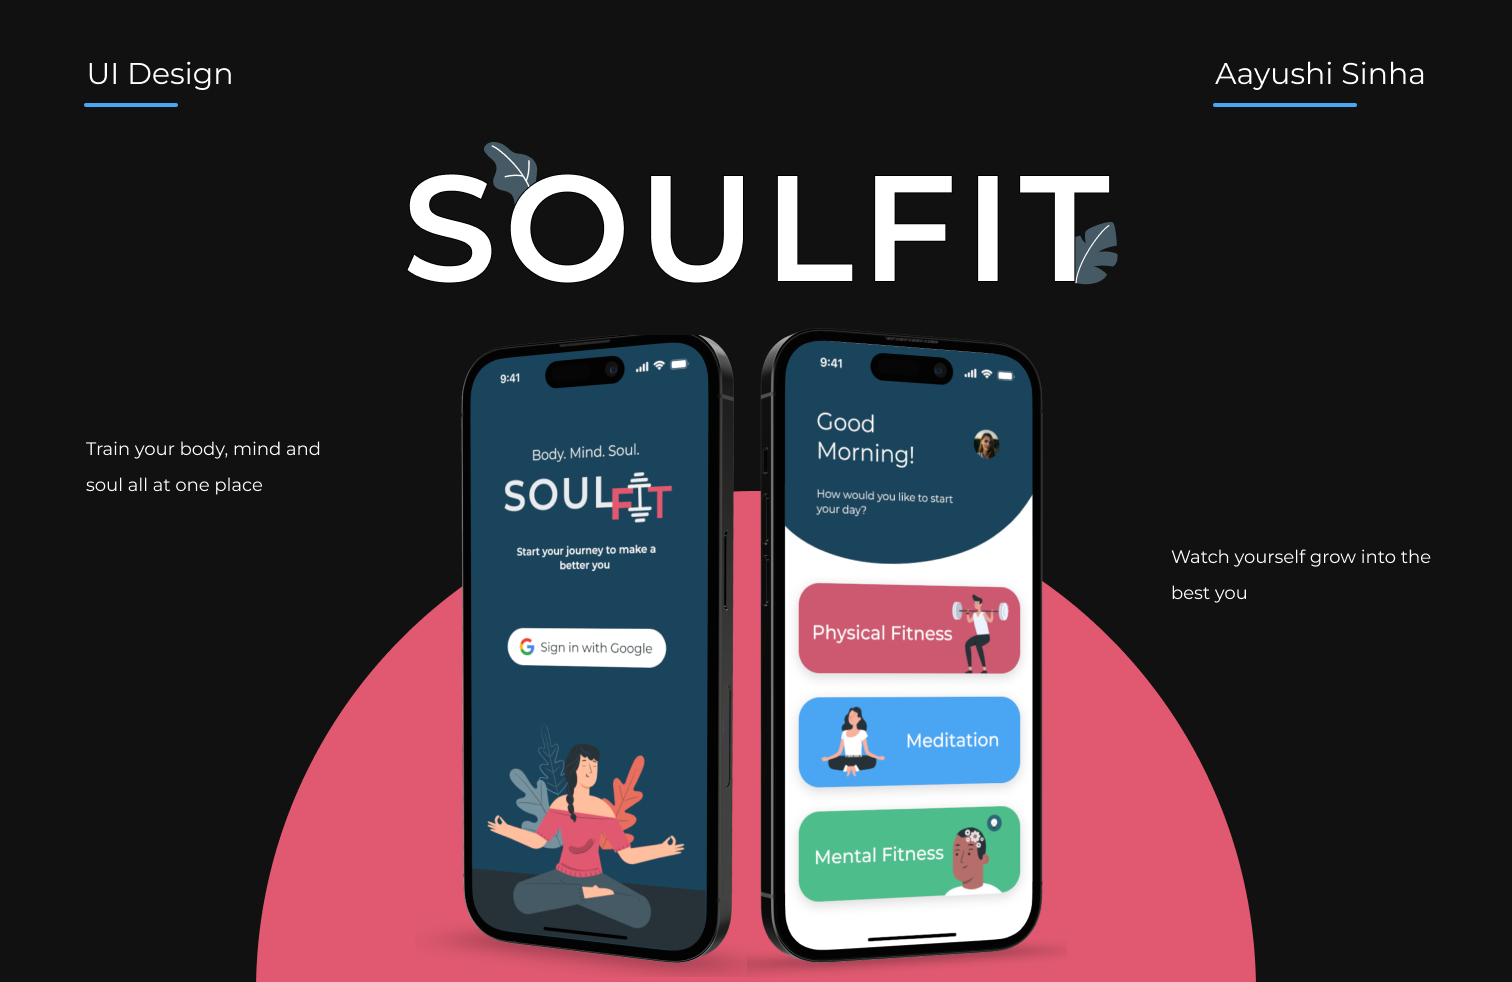 UI Design
Aayushi Sinha
SOULFIT
Train your body, mind and
soul all at one place
9:41
Body. Mind. Soul.
SOULFIT
Start your journey to make a
better you
Sign in with Google
9:41
Good
Morning!
How would you like to start
your day?
Physical Fitness
Meditation
Mental Fitness
Watch yourself grow into the
best you